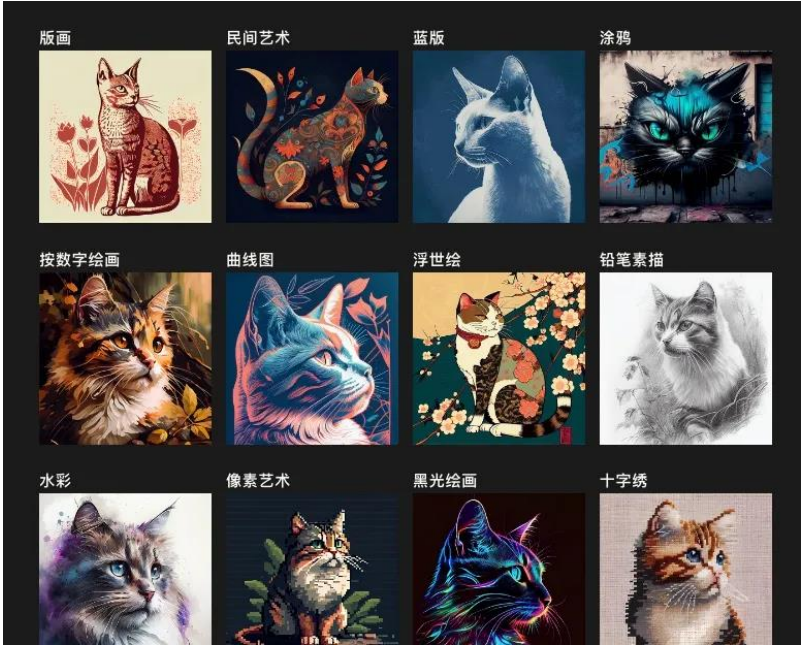 版画
民间艺术
蓝版
涂鸦
按数字绘画
曲线图
浮世绘
铅笔素描
水彩
像素艺术
黑光绘画
十字绣